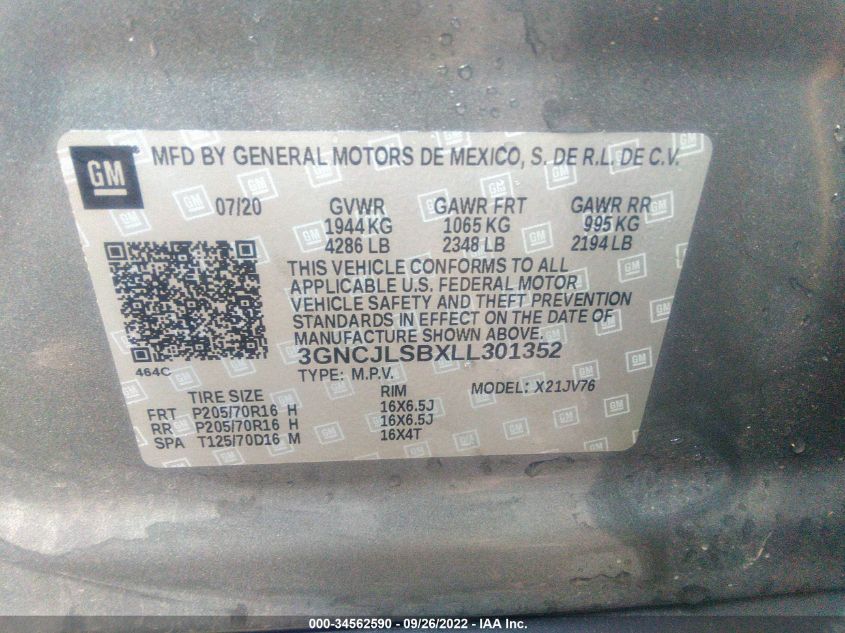 GM MFD BY GENERAL MOTORS DE MEXICO, S. DE R.L. DE C.V.
07/20 GVWR GAWR FRT GAWR RR
1944 KG 1065 KG 995 KG
4286 LB 2348 LB 2194 LB
THIS VEHICLE CONFORMS TO ALL
APPLICABLE U.S. FEDERAL MOTOR
VEHICLE SAFETY AND THEFT PREVENTION
STANDARDS IN EFFECT ON THE DATE OF
MANUFACTURE SHOWN ABOVE.
3GNCJLSBXLL301352
464C TYPE: M.P.V. MODEL: X21JV76
TIRE SIZE RIM
FRT P205/70R16 H 16X6.5J
RR P205/70R16 H 16X6.5J
SPA T125/70D16 M 16X4T
000-34562590 - 09/26/2022 - IAA Inc.